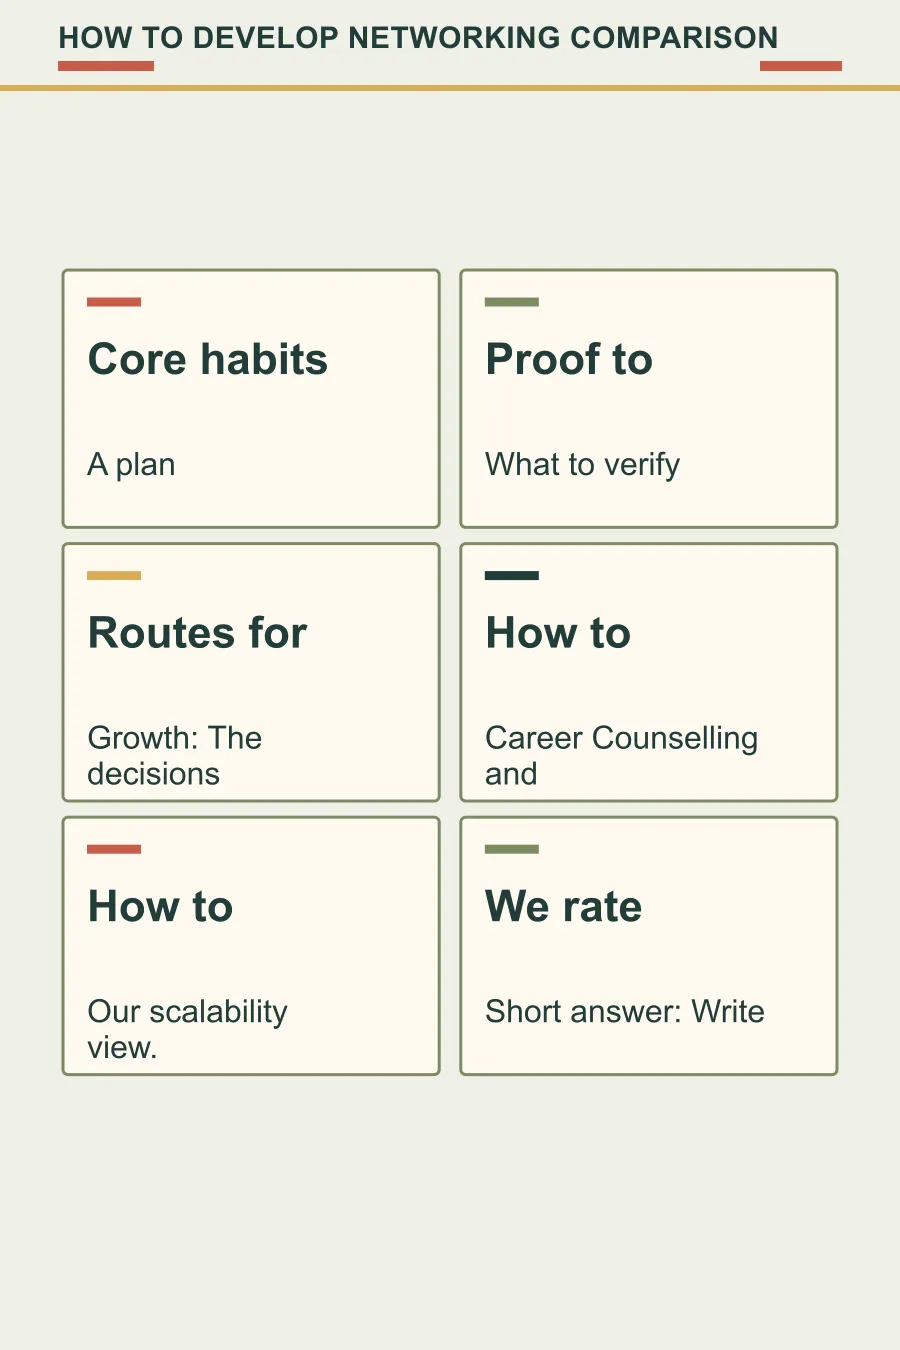 HOW TO DEVELOP NETWORKING COMPARISON
Core habits
A plan
Proof to
What to verify
Routes for
Growth: The
decisions
How to
Career Counselling
and
How to
Our scalability
view.
We rate
Short answer: Write